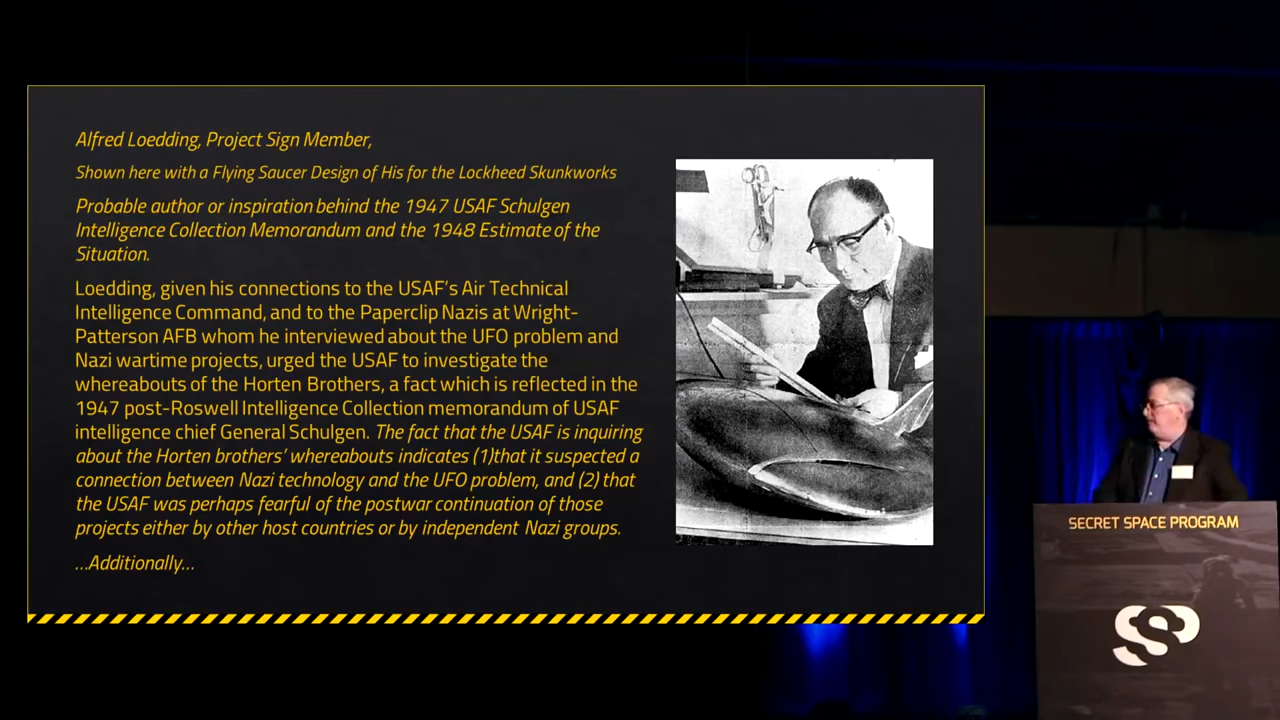 Alfred Loedding, Project Sign Member,
Shown here with a Flying Saucer Design of His for the Lockheed Skunkworks
Probable author or inspiration behind the 1947 USAF Schulgen
Intelligence Collection Memorandum and the 1948 Estimate of the
Situation.
Loedding, given his connections to the USAF's Air Technical
Intelligence Command, and to the Paperclip Nazis at Wright-
Patterson AFB whom he interviewed about the UFO problem and
Nazi wartime projects, urged the USAF to investigate the
whereabouts of the Horten Brothers, a fact which is reflected in the
1947 post-Roswell Intelligence Collection memorandum of USAF
intelligence chief General Schulgen. The fact that the USAF is inquiring
about the Horten brothers' whereabouts indicates (1)that it suspected a
connection between Nazi technology and the UFO problem, and (2) that
the USAF was perhaps fearful of the postwar continuation of those
projects either by other host countries or by independent Nazi groups.
...Additionally...
SECRET SPACE PROGRAM
SSP